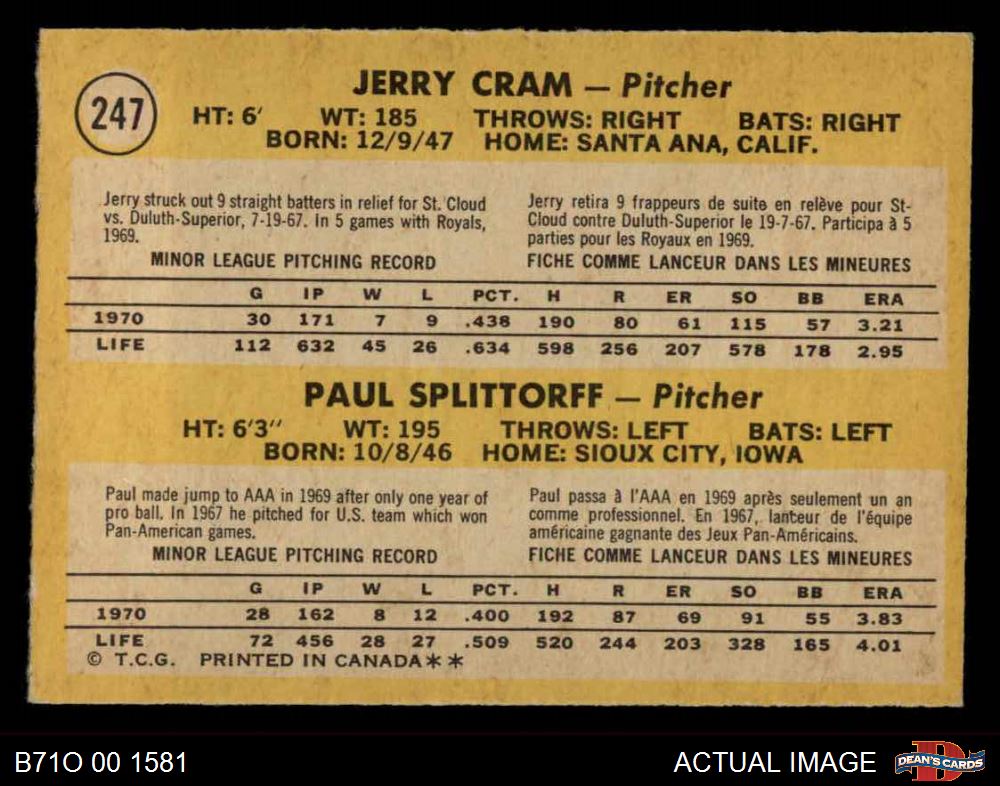 247
JERRY CRAM — Pitcher
HT: 6' WT: 185 THROWS: RIGHT BATS: RIGHT
BORN: 12/9/47 HOME: SANTA ANA, CALIF.
Jerry struck out 9 straight batters in relief for St. Cloud
vs. Duluth-Superior, 7-19-67. In 5 games with Royals,
1969.
MINOR LEAGUE PITCHING RECORD
Jerry retira 9 frappeurs de suite en relève pour St-
Cloud contre Duluth-Superior le 19-7-67. Participa à 5
parties pour les Royaux en 1969.
FICHE COMME LANCEUR DANS LES MINEURES
G IP W L PCT. H R ER SO BB ERA
1970 30 171 7 9 .438 190 80 61 115 57 3.21
LIFE 112 632 45 26 .634 598 256 207 578 178 2.95
PAUL SPLITTORFF — Pitcher
HT: 6'3'' WT: 195 THROWS: LEFT BATS: LEFT
BORN: 10/8/46 HOME: SIOUX CITY, IOWA
Paul made jump to AAA in 1969 after only one year of
pro ball. In 1967 he pitched for U.S. team which won
Pan-American games.
MINOR LEAGUE PITCHING RECORD
Paul passa à l'AAA en 1969 après seulement un an
comme professionnel. En 1967, lanteur de l'équipe
américaine gagnante des Jeux Pan-Américains.
FICHE COMME LANCEUR DANS LES MINEURES
G IP W L PCT. H R ER SO BB ERA
1970 28 162 8 12 .400 192 87 69 91 55 3.83
LIFE 72 456 28 27 .509 520 244 203 328 165 4.01
© T.C.G. PRINTED IN CANADA✶✶
B71O 00 1581
ACTUAL IMAGE
D
DEAN'S CARDS